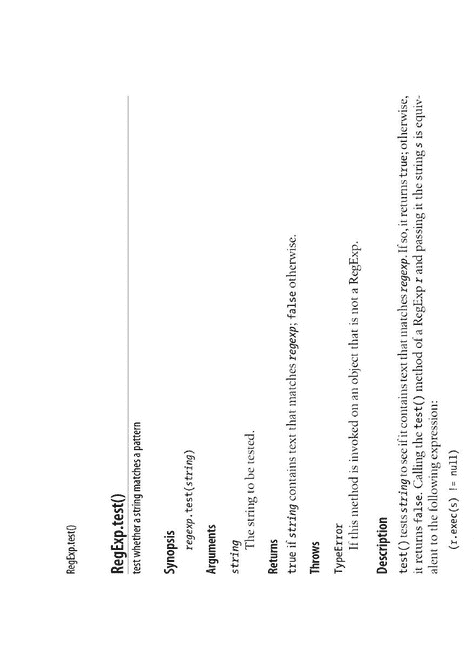 RegExp.test()
RegExp.test()
test whether a string matches a pattern
Synopsis
regexp.test(string)
Arguments
string
The string to be tested.
Returns
true if string contains text that matches regexp; false otherwise.
Throws
TypeError
If this method is invoked on an object that is not a RegExp.
Description
test() tests string to see if it contains text that matches regexp. If so, it returns true; otherwise,
it returns false. Calling the test() method of a RegExp r and passing it the string s is equiv-
alent to the following expression:
(r.exec(s) != null)